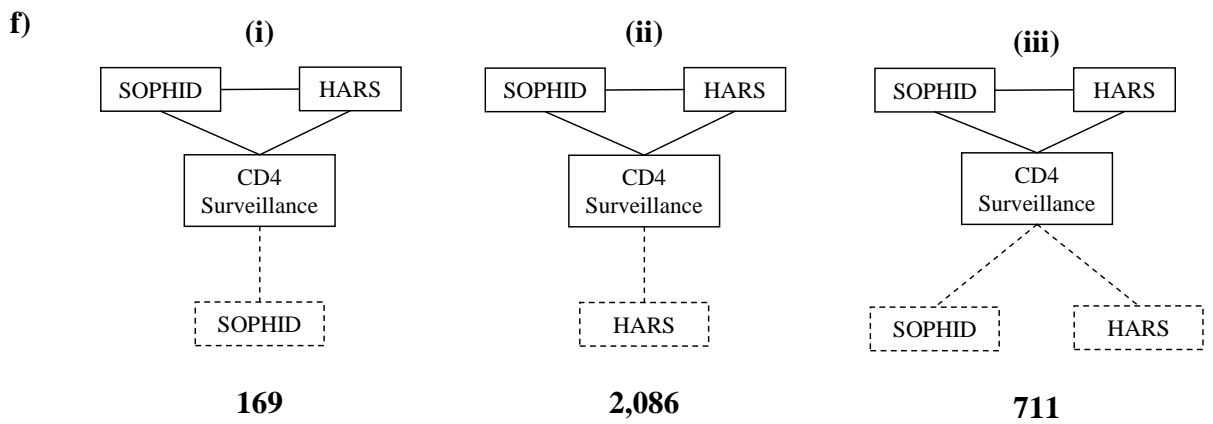 f)
(i)
(ii)
(iii)
SOPHID
HARS
SOPHID
HARS
SOPHID
HARS
CD4
Surveillance
CD4
Surveillance
CD4
Surveillance
SOPHID
HARS
SOPHID
HARS
169
2,086
711